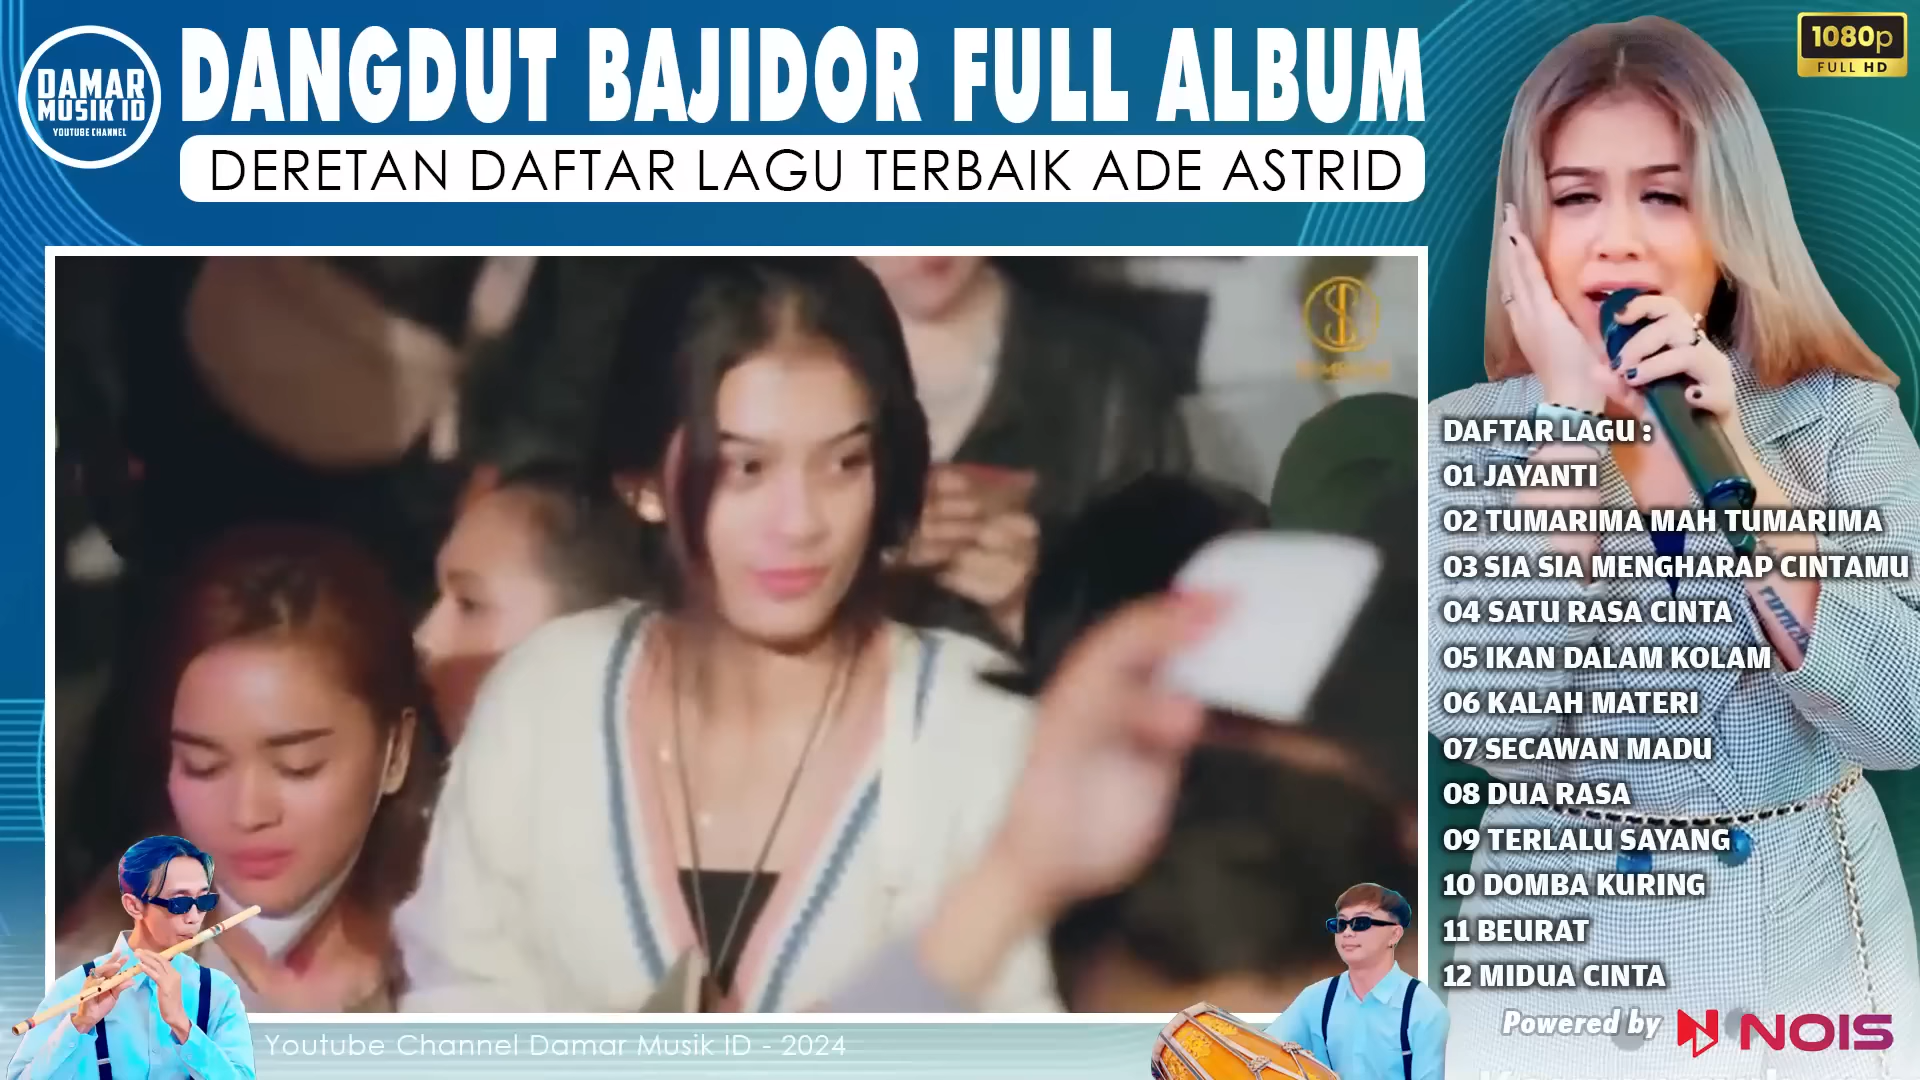 DAMAR
MUSIK ID
YOUTUBE CHANNEL
DANGDUT BAJIDOR FULL ALBUM
DERETAN DAFTAR LAGU TERBAIK ADE ASTRID
1080p
FULL HD
DAFTAR LAGU :
01 JAYANTI
02 TUMARIMA MAH TUMARIMA
03 SIA SIA MENGHARAP CINTAMU
04 SATU RASA CINTA
05 IKAN DALAM KOLAM
06 KALAH MATERI
07 SECAWAN MADU
08 DUA RASA
09 TERLALU SAYANG
10 DOMBA KURING
11 BEURAT
12 MIDUA CINTA
Powered by
NOIS
Youtube Channel Damar Musik ID - 2024